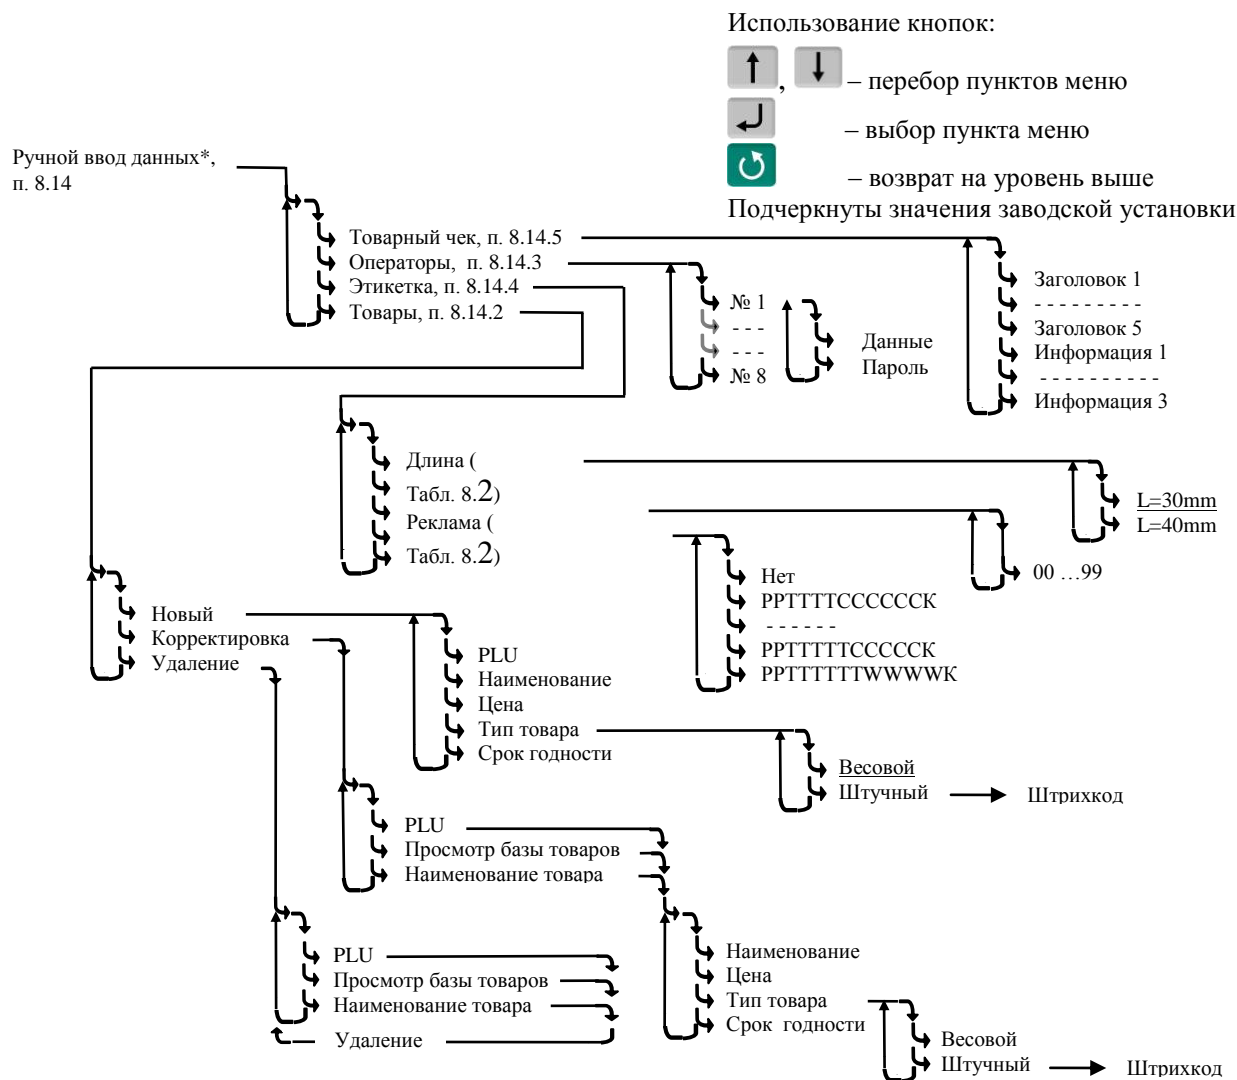 Использование кнопок:
, – перебор пунктов меню
– выбор пункта меню
– возврат на уровень выше
Подчеркнуты значения заводской установки
Ручной ввод данных*,
п. 8.14
Товарный чек, п. 8.14.5
Операторы, п. 8.14.3
Этикетка, п. 8.14.4
Товары, п. 8.14.2
№ 1
- - -
- - -
№ 8
Данные
Пароль
Заголовок 1
- - - - - - - - -
Заголовок 5
Информация 1
- - - - - - - - - -
Информация 3
Длина (
Табл. 8.2)
Реклама (
Табл. 8.2)
L=30mm
L=40mm
00 …99
Нет
РРТТТТССССССК
- - - - - -
РРТТТТТСССССК
РРТТТТТТWWWWК
Новый
Корректировка
Удаление
PLU
Наименование
Цена
Тип товара
Срок годности
Весовой
Штучный
Штрихкод
PLU
Просмотр базы товаров
Наименование товара
PLU
Просмотр базы товаров
Наименование товара
Удаление
Наименование
Цена
Тип товара
Срок годности
Весовой
Штучный
Штрихкод